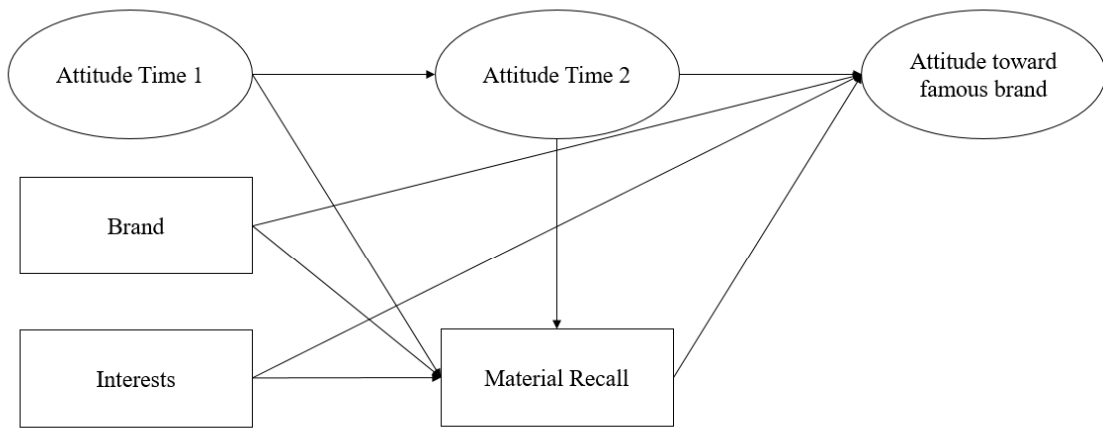 Attitude Time 1
Attitude Time 2
Attitude toward
famous brand
Brand
Interests
Material Recall